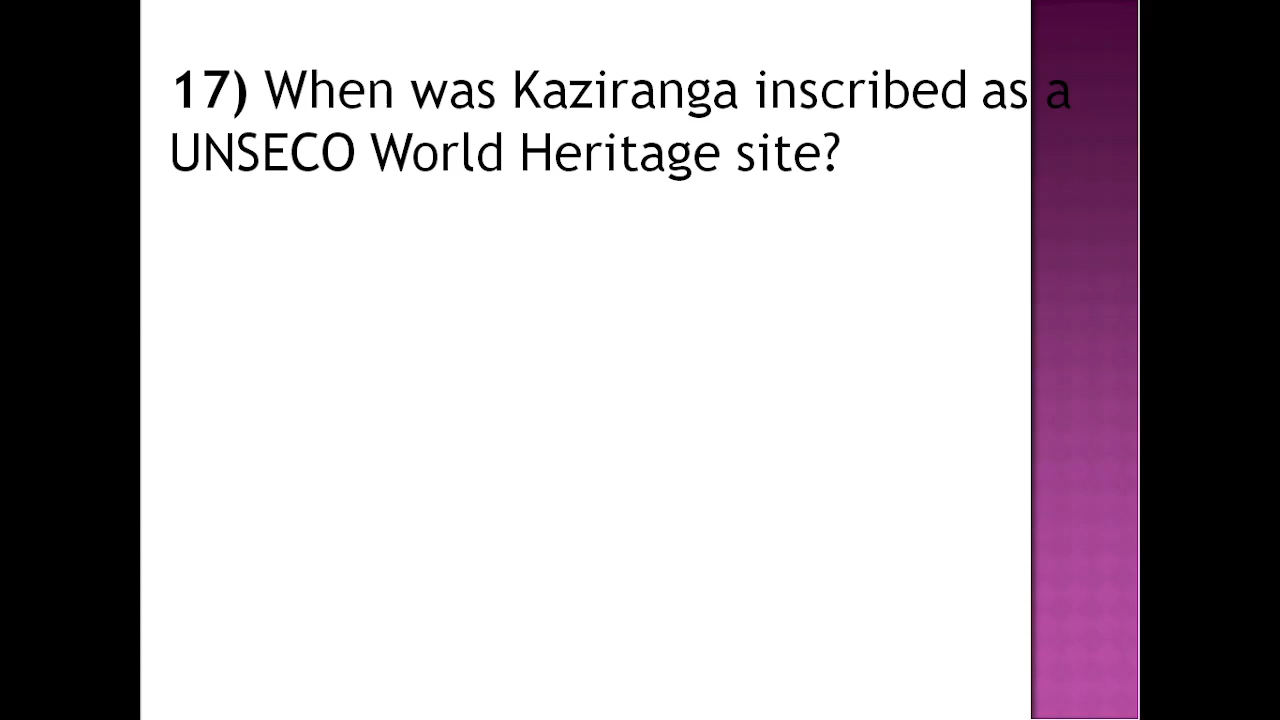 17) When was Kaziranga inscribed as a
UNSECO World Heritage site?